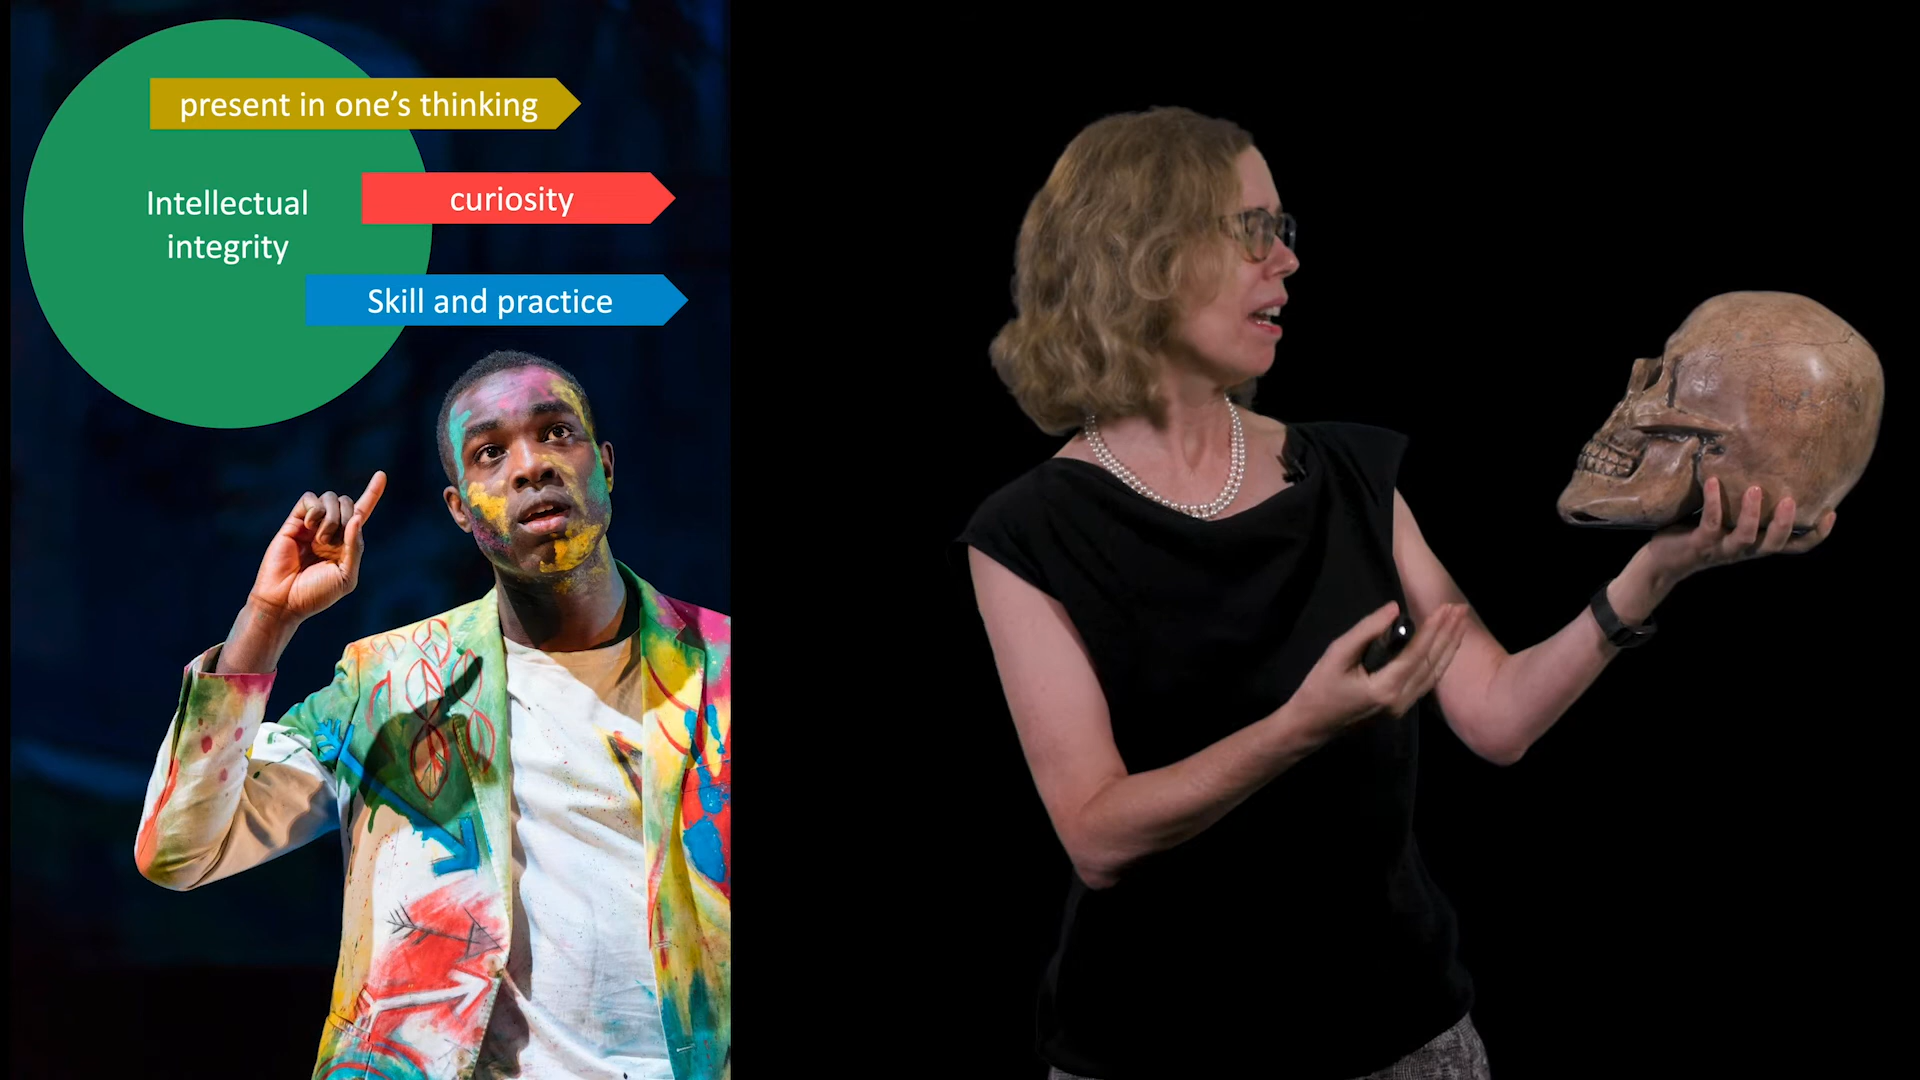 present in one's thinking
Intellectual
integrity
curiosity
Skill and practice